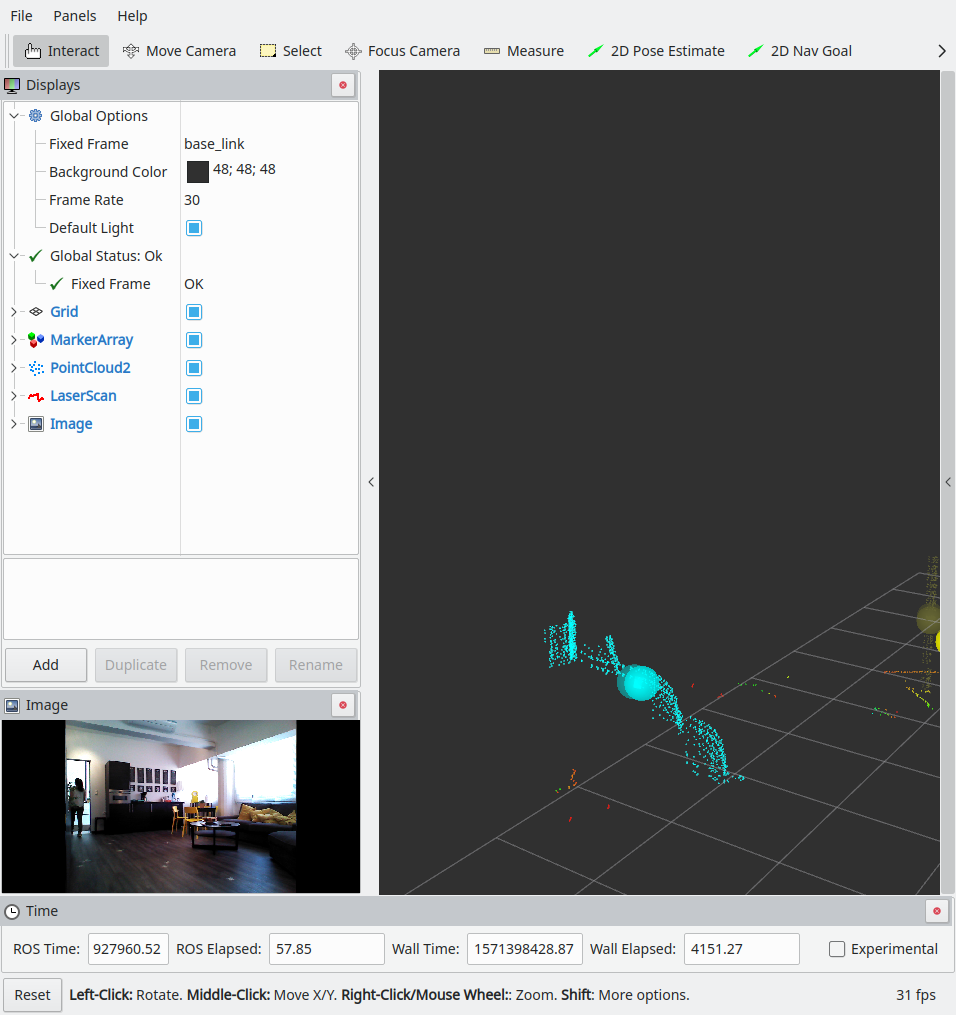 File Panels Help
Interact Move Camera Select Focus Camera Measure 2D Pose Estimate 2D Nav Goal
Displays
Global Options
Fixed Frame base_link
Background Color 48; 48; 48
Frame Rate 30
Default Light
Global Status: Ok
Fixed Frame OK
Grid
MarkerArray
PointCloud2
LaserScan
Image
Add Duplicate Remove Rename
Image
Time
ROS Time: 927960.52 ROS Elapsed: 57.85 Wall Time: 1571398428.87 Wall Elapsed: 4151.27 Experimental
Reset Left-Click: Rotate. Middle-Click: Move X/Y. Right-Click/Mouse Wheel:: Zoom. Shift: More options. 31 fps